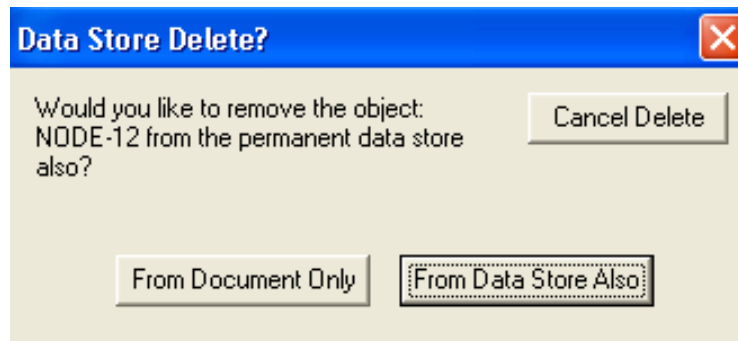 Data Store Delete?
Would you like to remove the object:
NODE-12 from the permanent data store
also?
Cancel Delete
From Document Only
From Data Store Also